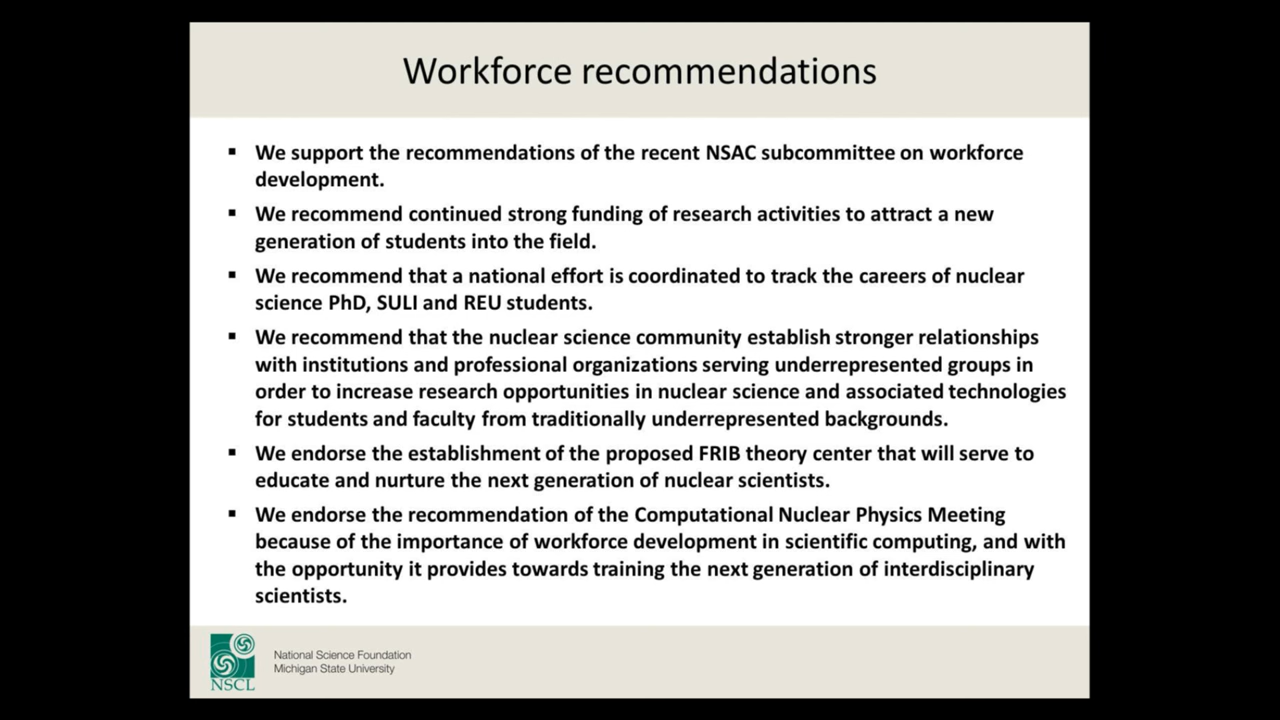 Workforce recommendations
▪ We support the recommendations of the recent NSAC subcommittee on workforce
development.
▪ We recommend continued strong funding of research activities to attract a new
generation of students into the field.
▪ We recommend that a national effort is coordinated to track the careers of nuclear
science PhD, SULI and REU students.
▪ We recommend that the nuclear science community establish stronger relationships
with institutions and professional organizations serving underrepresented groups in
order to increase research opportunities in nuclear science and associated technologies
for students and faculty from traditionally underrepresented backgrounds.
▪ We endorse the establishment of the proposed FRIB theory center that will serve to
educate and nurture the next generation of nuclear scientists.
▪ We endorse the recommendation of the Computational Nuclear Physics Meeting
because of the importance of workforce development in scientific computing, and with
the opportunity it provides towards training the next generation of interdisciplinary
scientists.
National Science Foundation
Michigan State University
NSCL